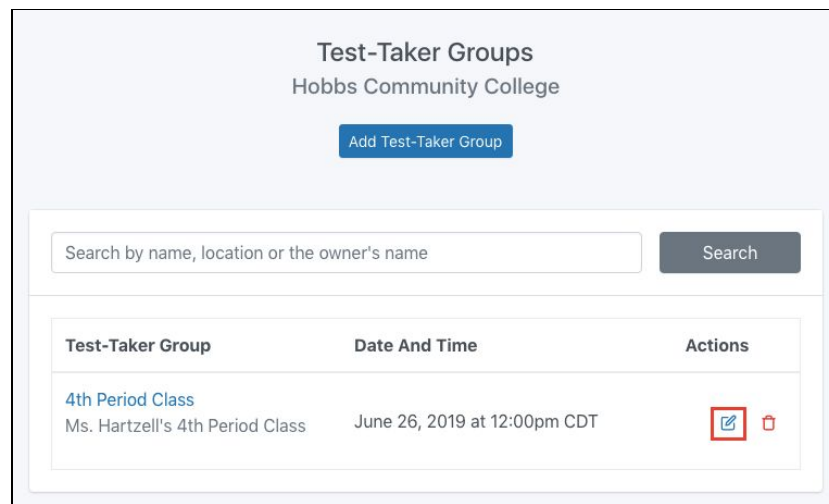 Test-Taker Groups
Hobbs Community College
Add Test-Taker Group
Search by name, location or the owner's name
Search
Test-Taker Group
Date And Time
Actions
4th Period Class
Ms. Hartzell's 4th Period Class
June 26, 2019 at 12:00pm CDT